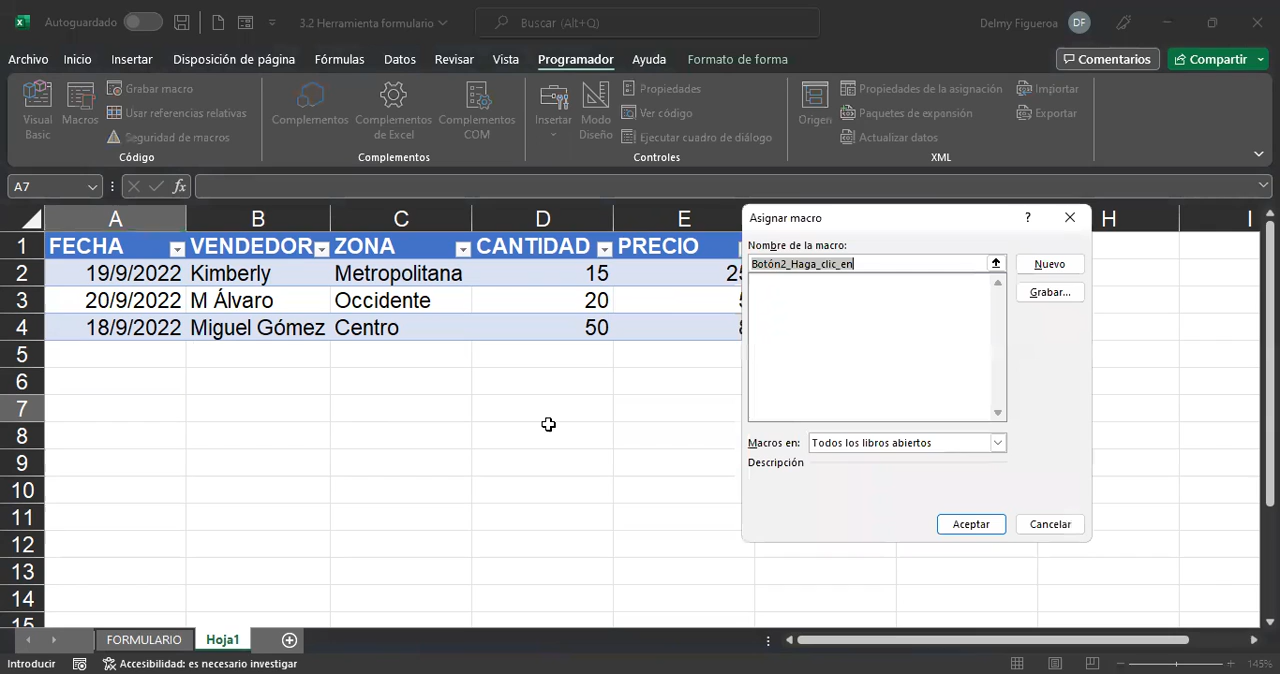 Autoguardado 3.2 Herramienta formulario Buscar (Alt+Q) Delmy Figueroa DF
Archivo Inicio Insertar Disposición de página Fórmulas Datos Revisar Vista Programador Ayuda Formato de forma Comentarios Compartir
Visual Basic
Macros
Grabar macro
Usar referencias relativas
Seguridad de macros
Código
Complementos
Complementos de Excel
Complementos COM
Complementos
Insertar
Modo Diseño
Propiedades
Ver código
Ejecutar cuadro de diálogo
Controles
Origen
Propiedades de la asignación
Paquetes de expansión
Actualizar datos
Importar
Exportar
XML
A7 fx
A B C D E H I
1 FECHA VENDEDOR ZONA CANTIDAD PRECIO
2 19/9/2022 Kimberly Metropolitana 15 25
3 20/9/2022 M Álvaro Occidente 20
4 18/9/2022 Miguel Gómez Centro 50
5
6
7
8
9
10
11
12
13
14
15
Asignar macro ?
Nombre de la macro:
Botón2_Haga_clic_en
Nuevo
Grabar...
Macros en: Todos los libros abiertos
Descripción
Aceptar Cancelar
FORMULARIO Hoja1
Introducir Accesibilidad: es necesario investigar 145%